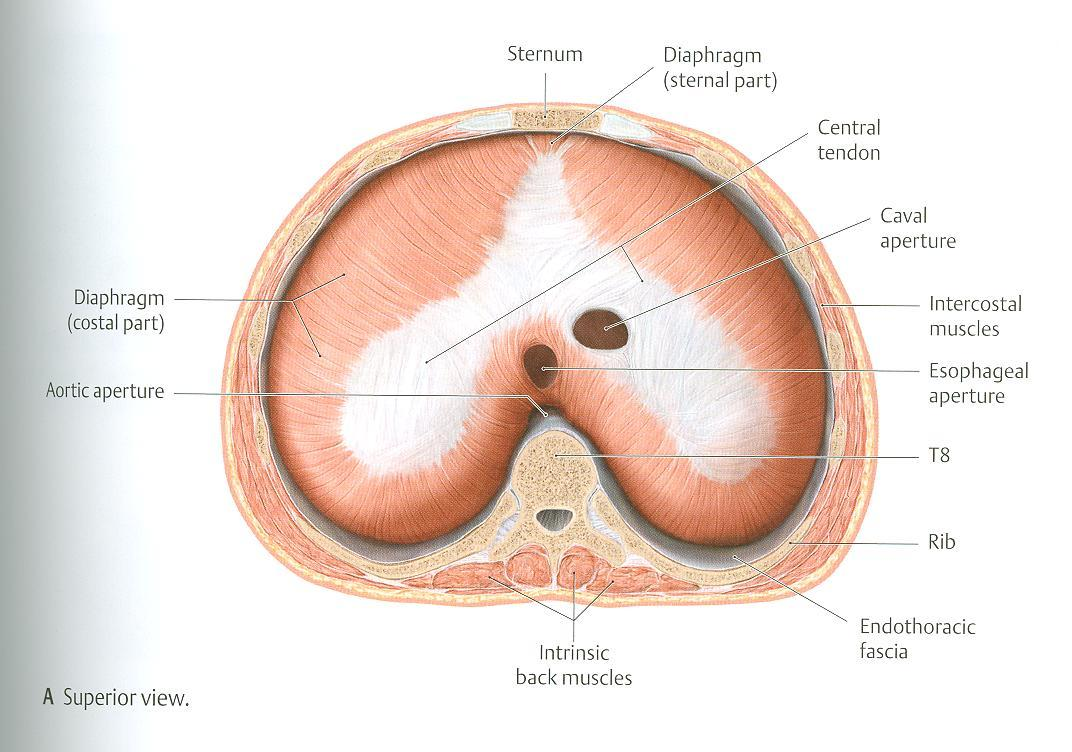 Sternum
Diaphragm
(sternal part)
Central
tendon
Caval
aperture
Diaphragm
(costal part)
Intercostal
muscles
Aortic aperture
Esophageal
aperture
T8
Rib
Endothoracic
fascia
Intrinsic
back muscles
A Superior view.